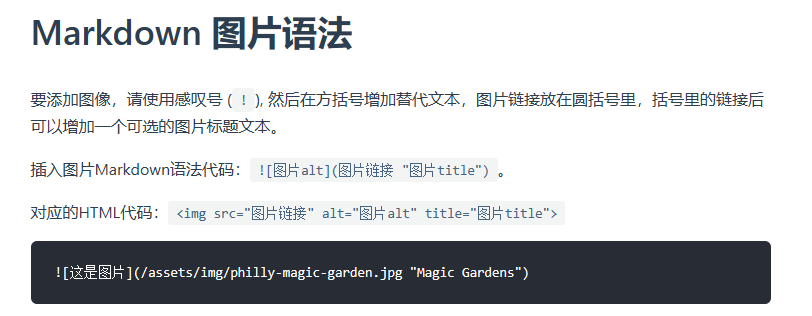 Markdown 图片语法
要添加图像，请使用感叹号 ( ! ), 然后在方括号增加替代文本，图片链接放在圆括号里，括号里的链接后
可以增加一个可选的图片标题文本。
插入图片Markdown语法代码：![图片alt](图片链接 "图片title")。
对应的HTML代码：<img src="图片链接" alt="图片alt" title="图片title">
![这是图片](/assets/img/philly-magic-garden.jpg "Magic Gardens")